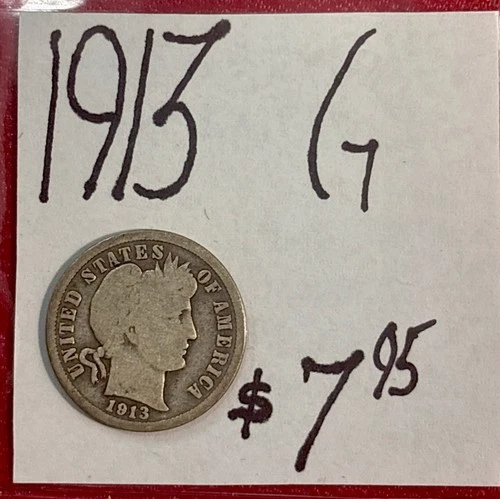 1913 G
UNITED STATES OF AMERICA
1913
$ 7 95